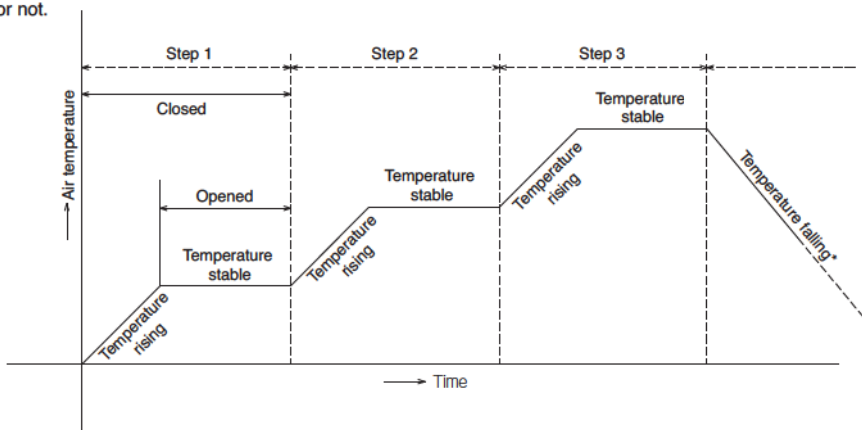 or not.
Step 1
Step 2
Step 3
Closed
Temperature
stable
Air temperature
Temperature
stable
Temperature
rising
Opened
Temperature
stable
Temperature
rising
Temperature
rising
Temperature falling*
Time